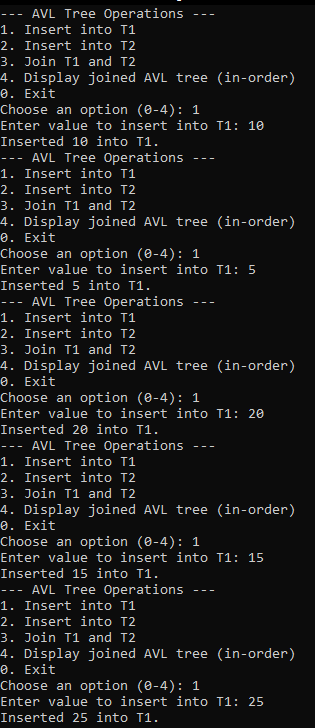 --- AVL Tree Operations ---
1. Insert into T1
2. Insert into T2
3. Join T1 and T2
4. Display joined AVL tree (in-order)
0. Exit
Choose an option (0-4): 1
Enter value to insert into T1: 10
Inserted 10 into T1.
--- AVL Tree Operations ---
1. Insert into T1
2. Insert into T2
3. Join T1 and T2
4. Display joined AVL tree (in-order)
0. Exit
Choose an option (0-4): 1
Enter value to insert into T1: 5
Inserted 5 into T1.
--- AVL Tree Operations ---
1. Insert into T1
2. Insert into T2
3. Join T1 and T2
4. Display joined AVL tree (in-order)
0. Exit
Choose an option (0-4): 1
Enter value to insert into T1: 20
Inserted 20 into T1.
--- AVL Tree Operations ---
1. Insert into T1
2. Insert into T2
3. Join T1 and T2
4. Display joined AVL tree (in-order)
0. Exit
Choose an option (0-4): 1
Enter value to insert into T1: 15
Inserted 15 into T1.
--- AVL Tree Operations ---
1. Insert into T1
2. Insert into T2
3. Join T1 and T2
4. Display joined AVL tree (in-order)
0. Exit
Choose an option (0-4): 1
Enter value to insert into T1: 25
Inserted 25 into T1.